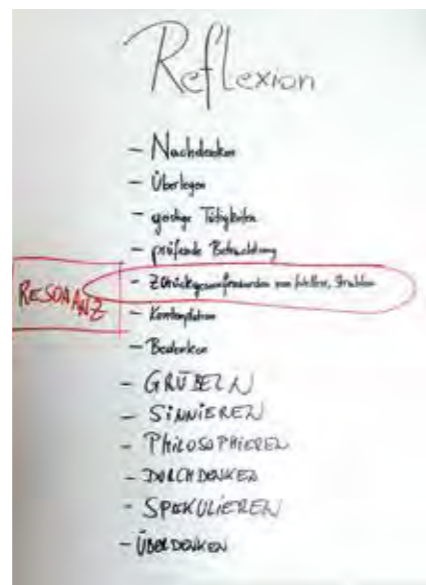 Reflexion
- Nachdenken
- Überlegen
- geistige Tätigkeiten
- prüfende Betrachtung
RESONANZ
- Zurückgeworfenwerden von Wellen, Strahlen
- Kontemplation
- Bedenken
- GRÜBELN
- SINNIEREN
- PHILOSOPHIEREN
- DURCHDENKEN
- SPEKULIEREN
- ÜBERDENKEN